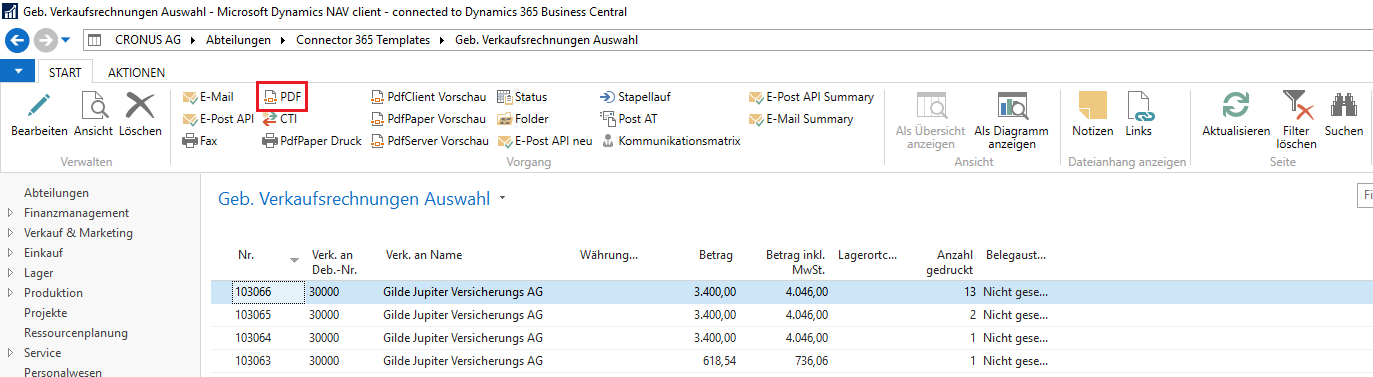 Geb. Verkaufsrechnungen Auswahl - Microsoft Dynamics NAV client - connected to Dynamics 365 Business Central
CRONUS AG Abteilungen Connector 365 Templates Geb. Verkaufsrechnungen Auswahl
START AKTIONEN
Bearbeiten Ansicht Löschen
Verwalten
E-Mail PDF PdfClient Vorschau Status Stapellauf E-Post API Summary
E-Post API CTI PdfPaper Vorschau Folder Post AT E-Mail Summary
Fax PdfPaper Druck PdfServer Vorschau E-Post API neu Kommunikationsmatrix
Vorgang
Als Übersicht anzeigen Als Diagramm anzeigen
Ansicht
Notizen Links
Dateianhang anzeigen
Aktualisieren Filter löschen Suchen
Seite
Abteilungen
Finanzmanagement
Verkauf & Marketing
Einkauf
Lager
Produktion
Projekte
Ressourcenplanung
Service
Personalwesen
Geb. Verkaufsrechnungen Auswahl
Fi
Nr. Verk. an Deb.-Nr. Verk. an Name Währung... Betrag Betrag inkl. MwSt. Lagerortc... Anzahl gedruckt Belegaust...
103066 30000 Gilde Jupiter Versicherungs AG 3.400,00 4.046,00 13 Nicht gese...
103065 30000 Gilde Jupiter Versicherungs AG 3.400,00 4.046,00 2 Nicht gese...
103064 30000 Gilde Jupiter Versicherungs AG 3.400,00 4.046,00 1 Nicht gese...
103063 30000 Gilde Jupiter Versicherungs AG 618,54 736,06 1 Nicht gese...